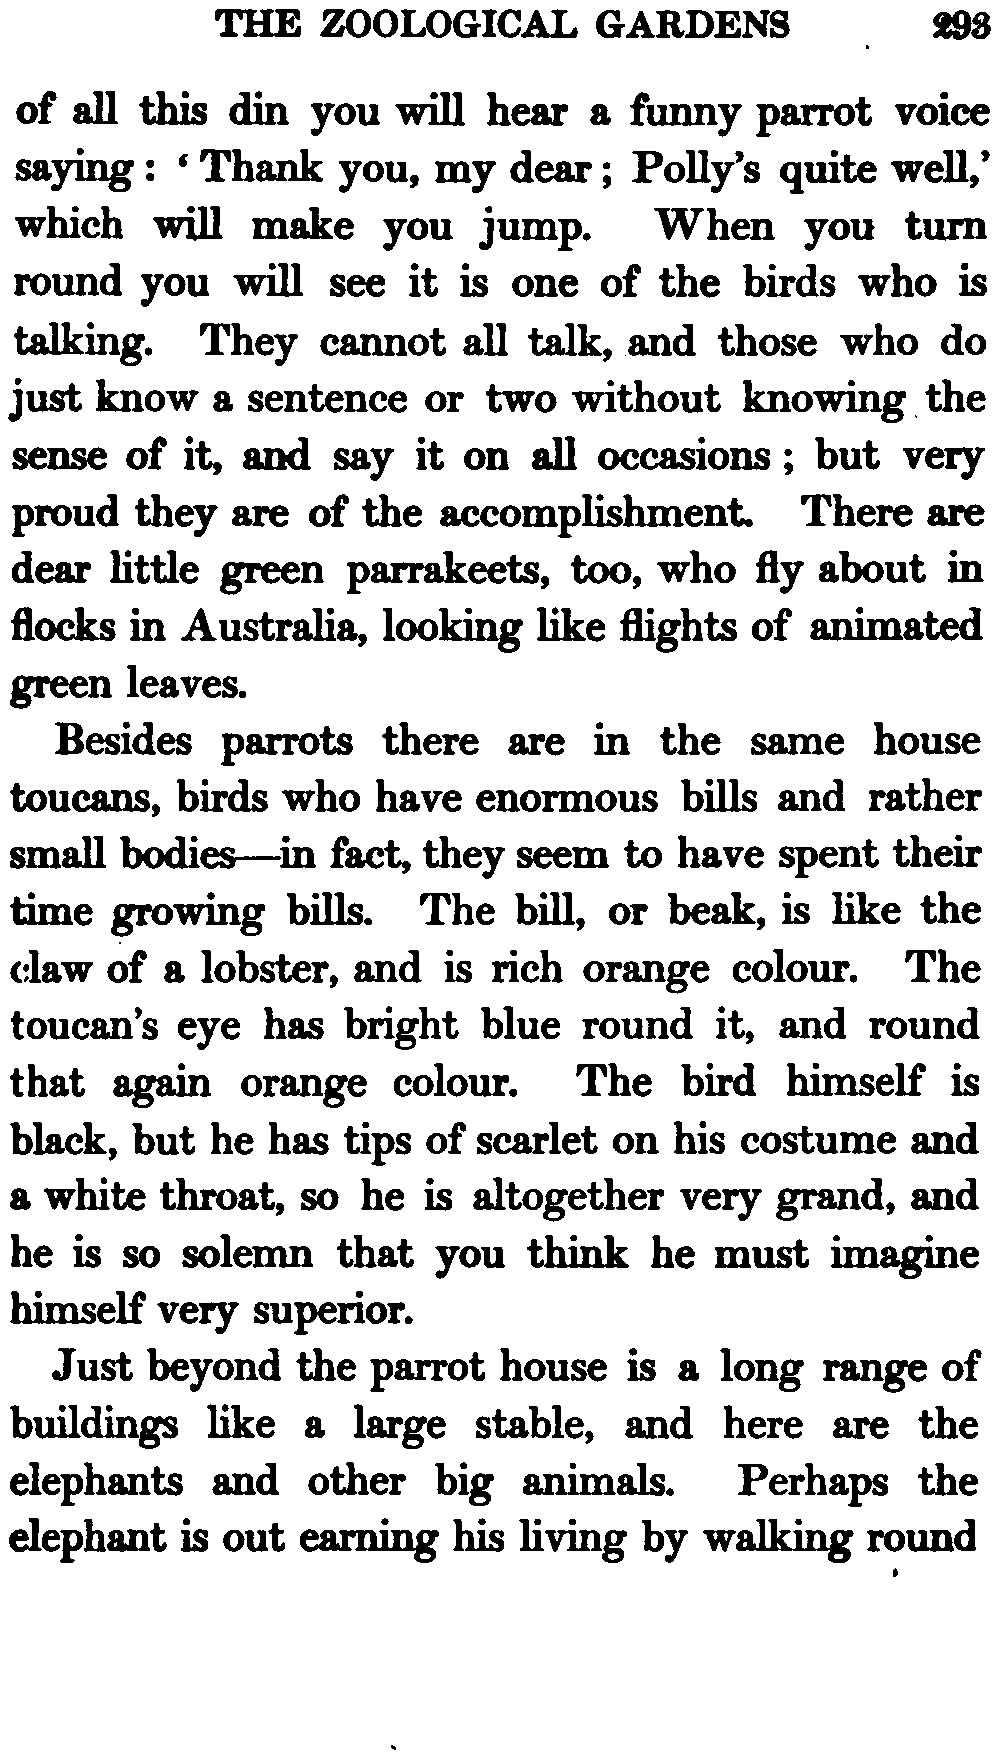 THE ZOOLOGICAL GARDENS 293
of all this din you will hear a funny parrot voice
saying : ‘ Thank you, my dear ; Polly’s quite well,’
which will make you jump. When you turn
round you will see it is one of the birds who is
talking. They cannot all talk, and those who do
just know a sentence or two without knowing the
sense of it, and say it on all occasions ; but very
proud they are of the accomplishment. There are
dear little green parrakeets, too, who fly about in
flocks in Australia, looking like flights of animated
green leaves.
Besides parrots there are in the same house
toucans, birds who have enormous bills and rather
small bodies—in fact, they seem to have spent their
time growing bills. The bill, or beak, is like the
claw of a lobster, and is rich orange colour. The
toucan’s eye has bright blue round it, and round
that again orange colour. The bird himself is
black, but he has tips of scarlet on his costume and
a white throat, so he is altogether very grand, and
he is so solemn that you think he must imagine
himself very superior.
Just beyond the parrot house is a long range of
buildings like a large stable, and here are the
elephants and other big animals. Perhaps the
elephant is out earning his living by walking round